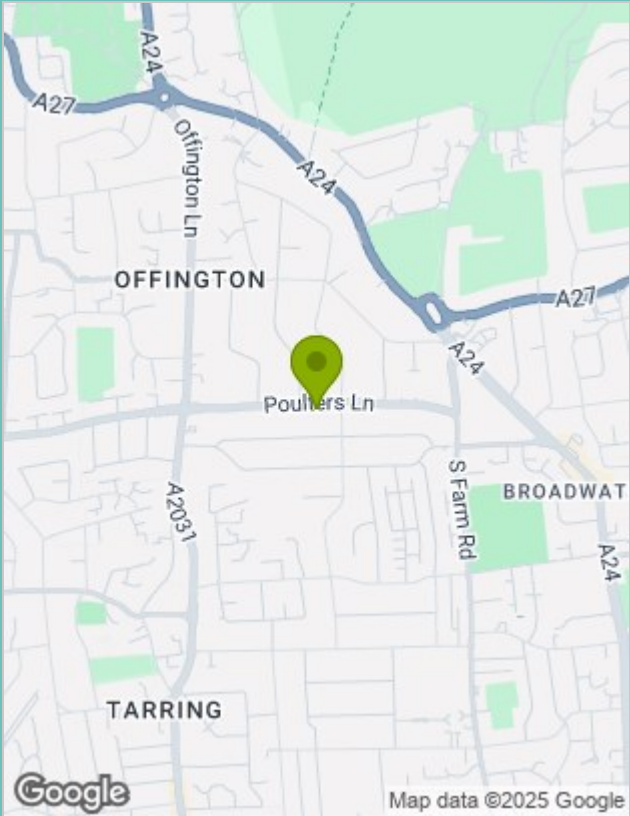 A24
A27
Offington Ln
A24
OFFINGTON
A27
A24
Poulters Ln
S Farm Rd
BROADWAT
A2031
A24
TARRING
Google
Map data ©2025 Google